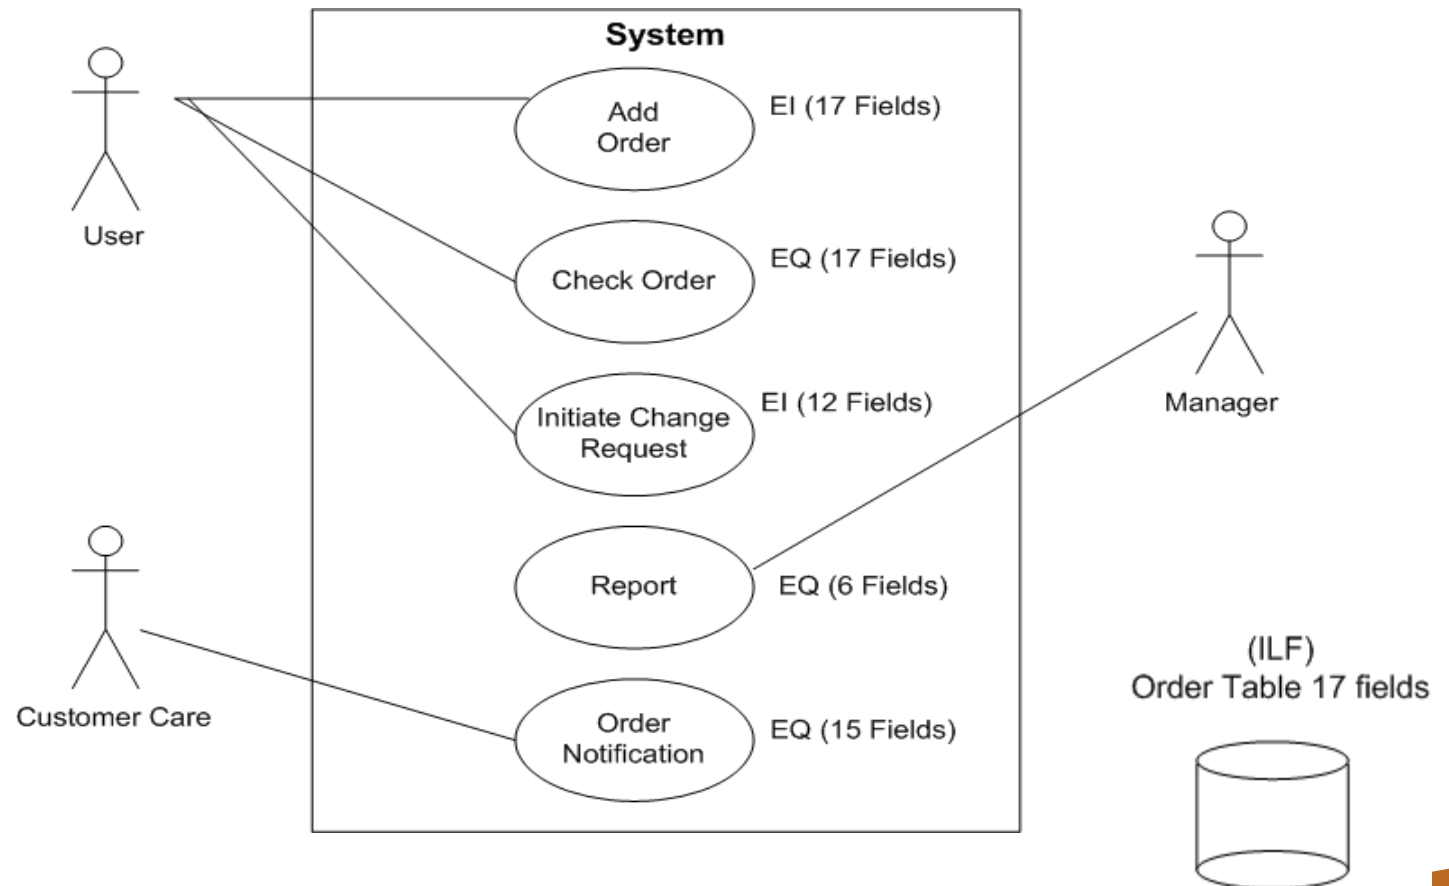 System
Add
Order
EI (17 Fields)
User
Check Order
EQ (17 Fields)
Initiate Change
Request
EI (12 Fields)
Manager
Report
EQ (6 Fields)
(ILF)
Order Table 17 fields
Customer Care
Order
Notification
EQ (15 Fields)